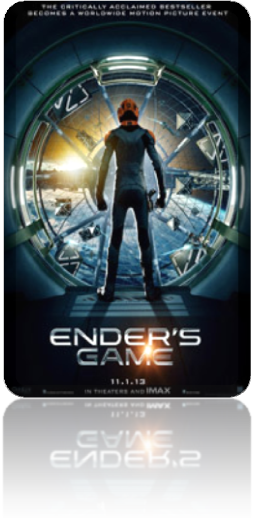 THE CRITICALLY ACCLAIMED BESTSELLER
BECOMES A WORLDWIDE MOTION PICTURE EVENT
ENDER'S
GAME
11.1.13
IN THEATERS AND IMAX